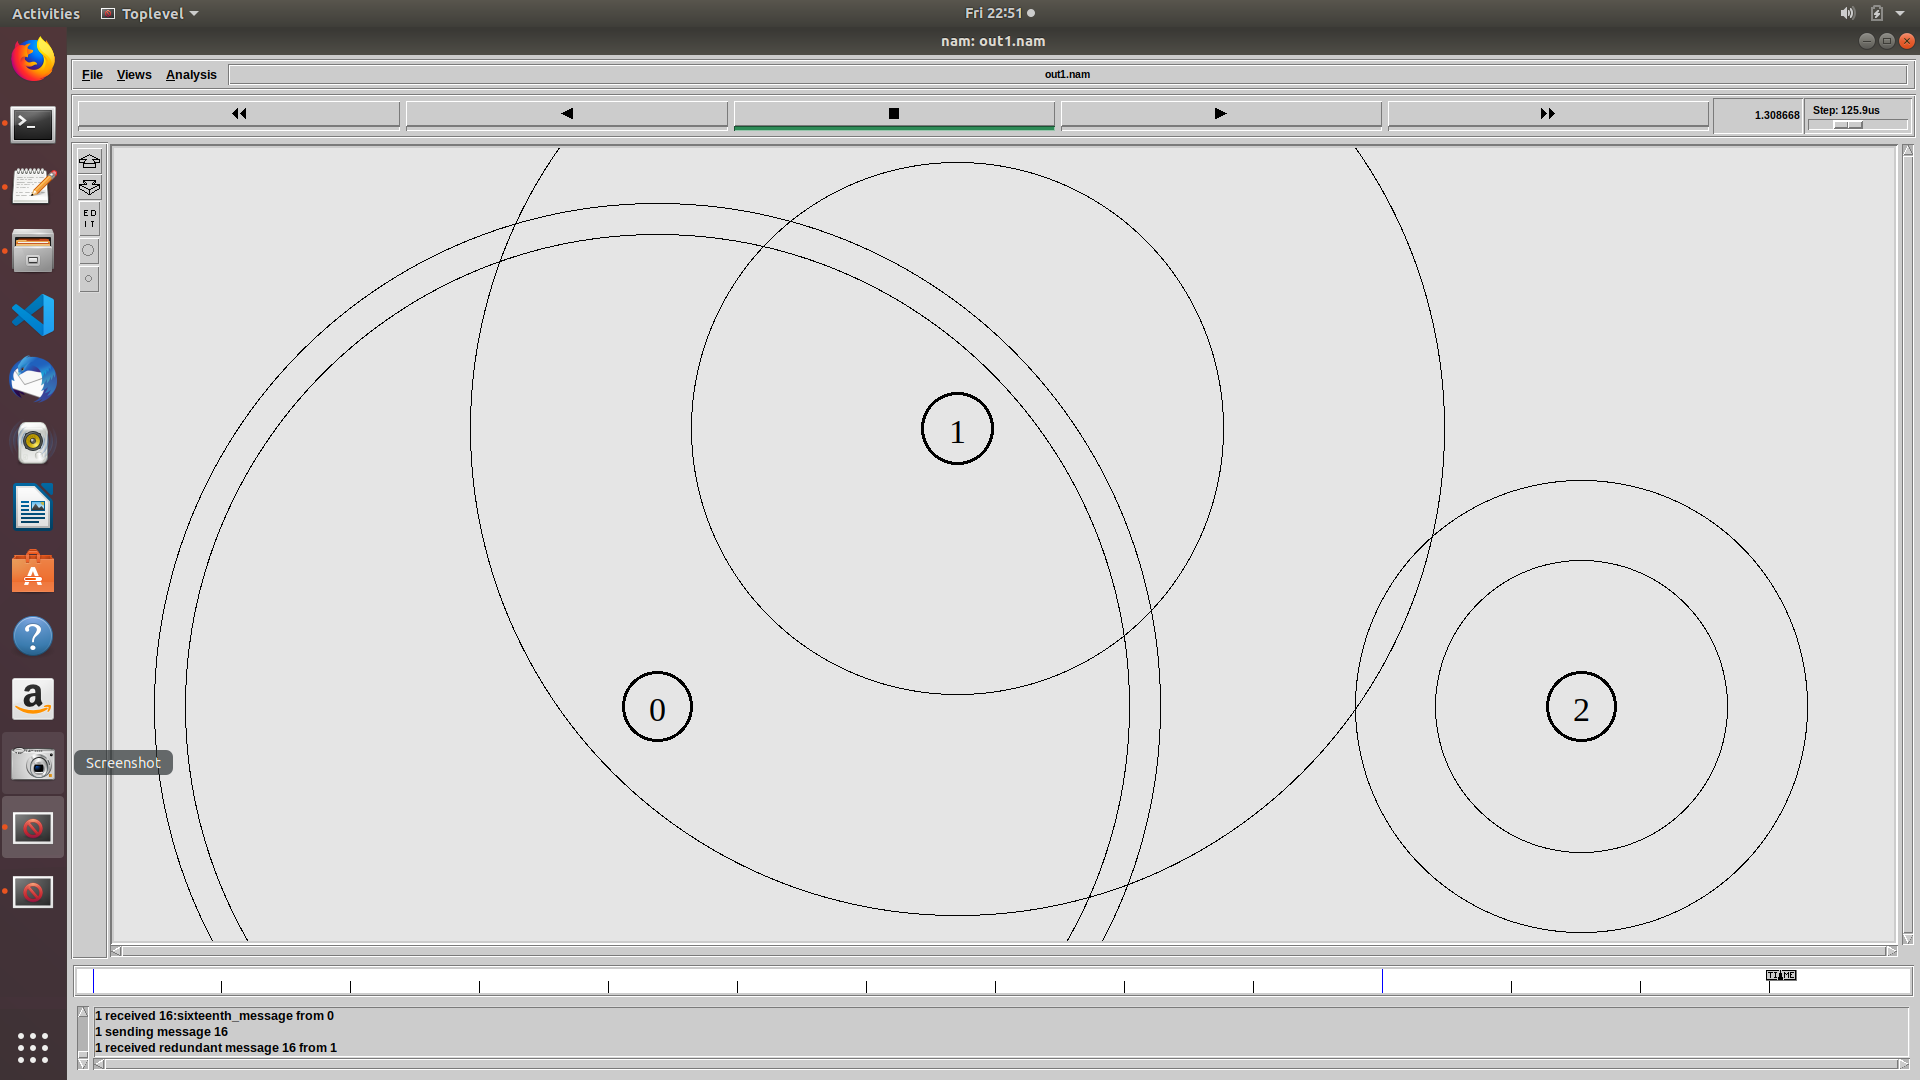 Activities
Toplevel
Fri 22:51
nam: out1.nam
File Views Analysis
out1.nam
1.308668
Step: 125.9us
ED
IT
1
0
2
Screenshot
TIME
1 received 16:sixteenth_message from 0
1 sending message 16
1 received redundant message 16 from 1